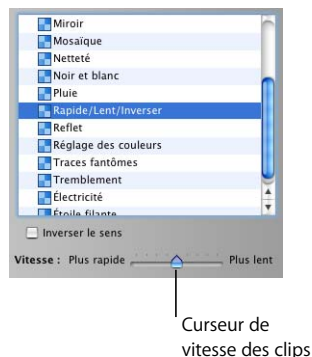 Miroir
Mosaïque
Netteté
Noir et blanc
Pluie
Rapide/Lent/Inverser
Reflet
Réglage des couleurs
Traces fantômes
Tremblement
Électricité
Étoile filante
Inverser le sens
Vitesse : Plus rapide Plus lent
Curseur de
vitesse des clips